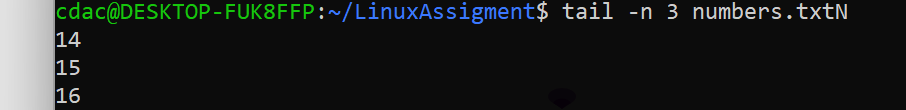 cdac@DESKTOP-FUK8FFP:~/LinuxAssigment$ tail -n 3 numbers.txtN
14
15
16